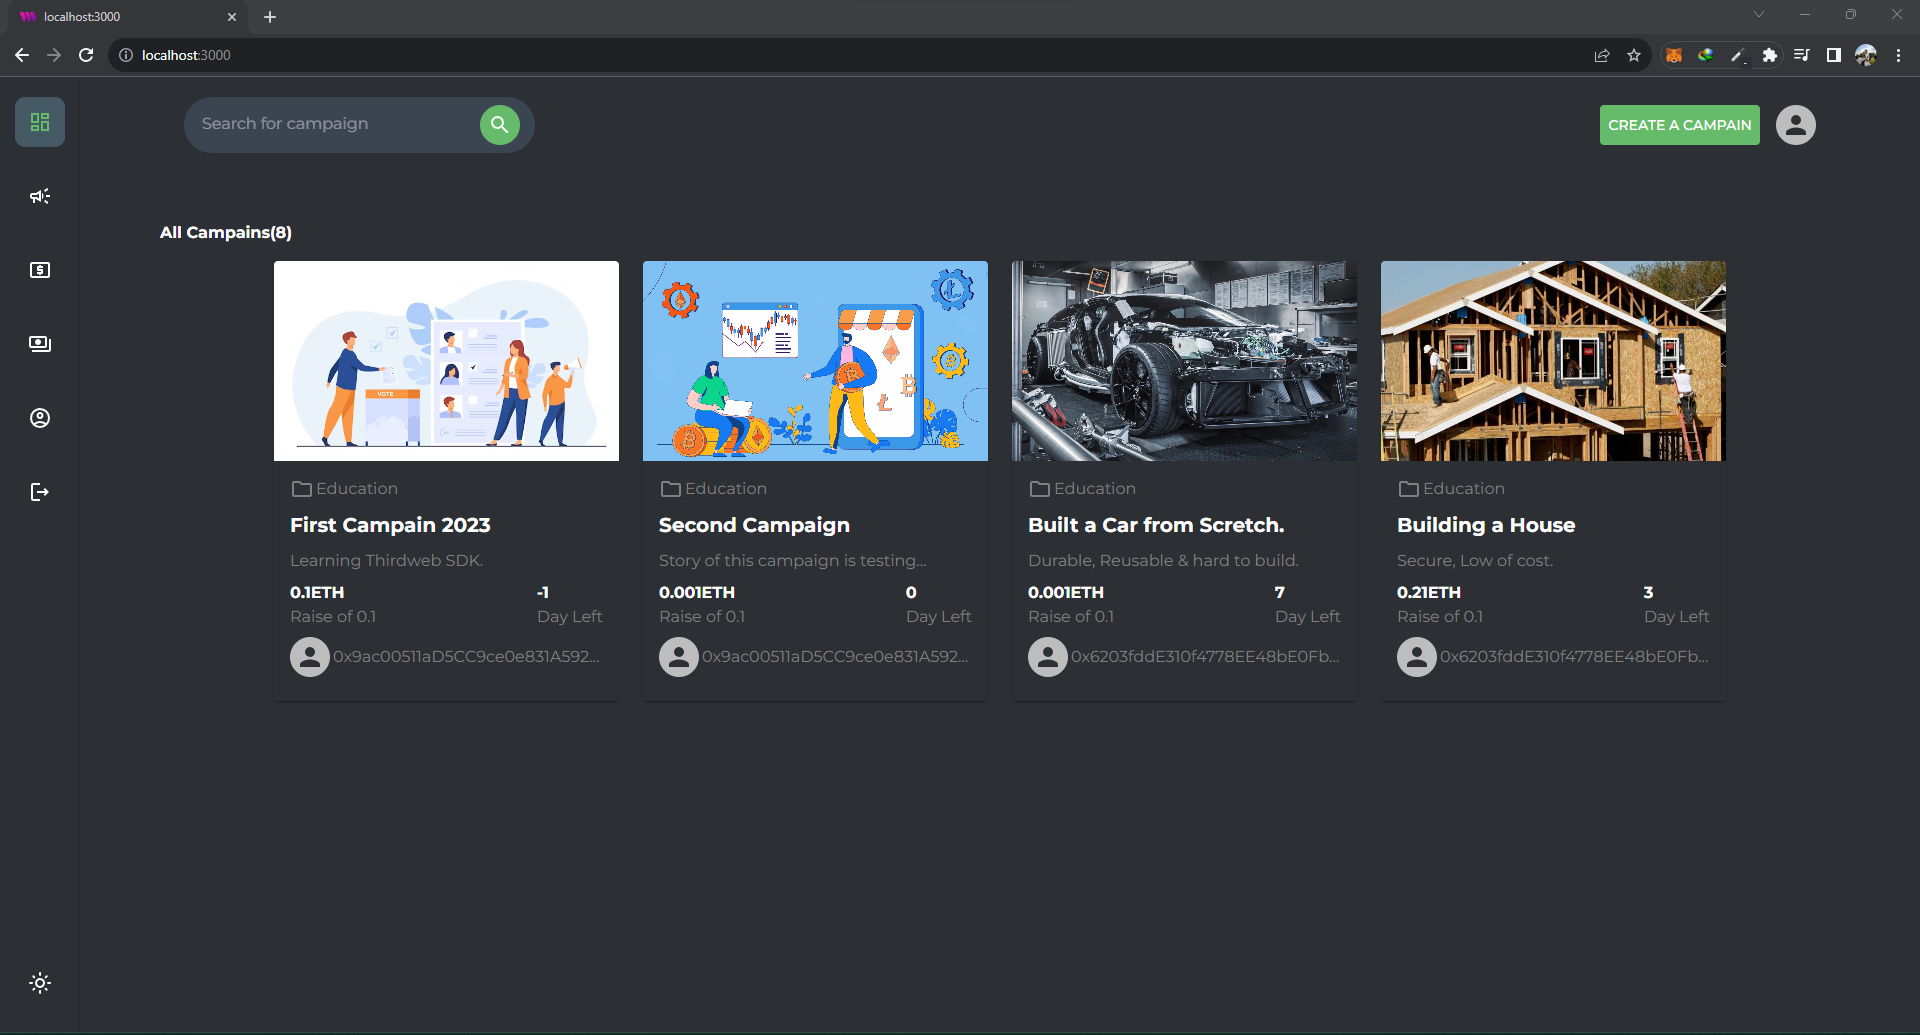 localhost:3000
localhost:3000
Search for campaign
CREATE A CAMPAIN
All Campains(8)
VOTE
Education
First Campain 2023
Learning Thirdweb SDK.
0.1ETH
-1
Raise of 0.1
Day Left
0x9ac00511aD5CC9ce0e831A592...
Education
Second Campaign
Story of this campaign is testing...
0.001ETH
0
Raise of 0.1
Day Left
0x9ac00511aD5CC9ce0e831A592...
Education
Built a Car from Scretch.
Durable, Reusable & hard to build.
0.001ETH
7
Raise of 0.1
Day Left
0x6203fddE310f4778EE48bE0Fb...
Education
Building a House
Secure, Low of cost.
0.21ETH
3
Raise of 0.1
Day Left
0x6203fddE310f4778EE48bE0Fb...